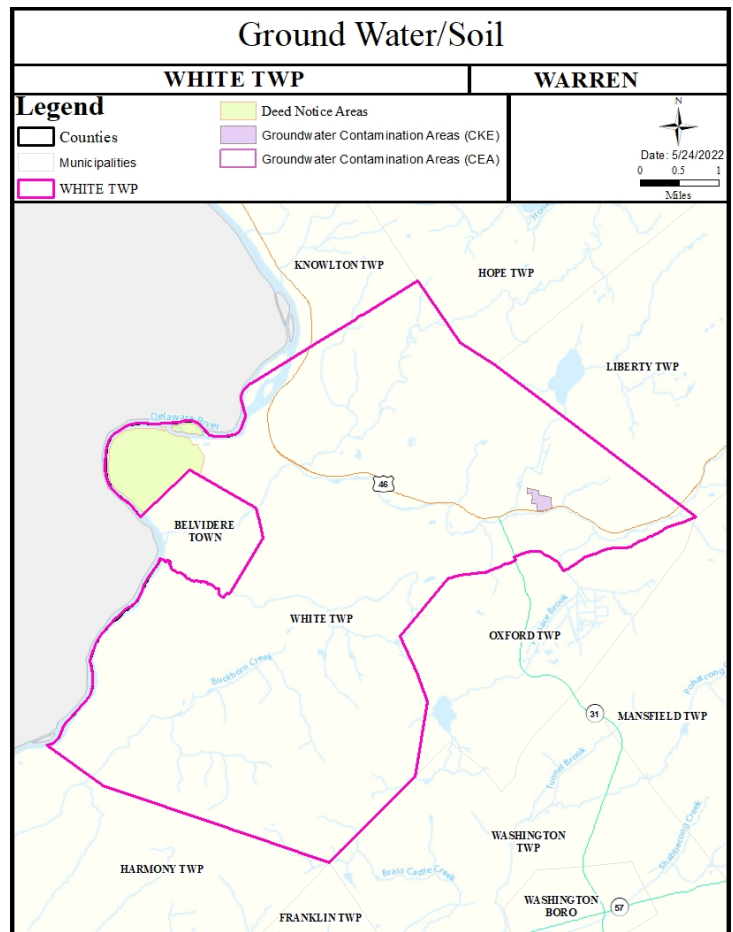 Ground Water/Soil
WHITE TWP
WARREN
Legend
Counties
Municipalities
WHITE TWP
Deed Notice Areas
Groundwater Contamination Areas (CKE)
Groundwater Contamination Areas (CEA)
N
Date: 5/24/2022
0 0.5 1
Miles
KNOWLTON TWP
HOPE TWP
LIBERTY TWP
Delaware River
46
BELVIDERE
TOWN
WHITE TWP
OXFORD TWP
Buckhorn Creek
31
MANSFIELD TWP
Tunnel Brook
WASHINGTON
TWP
Shabbecong Creek
HARMONY TWP
Brass Castle Creek
WASHINGTON
BORO
57
FRANKLIN TWP